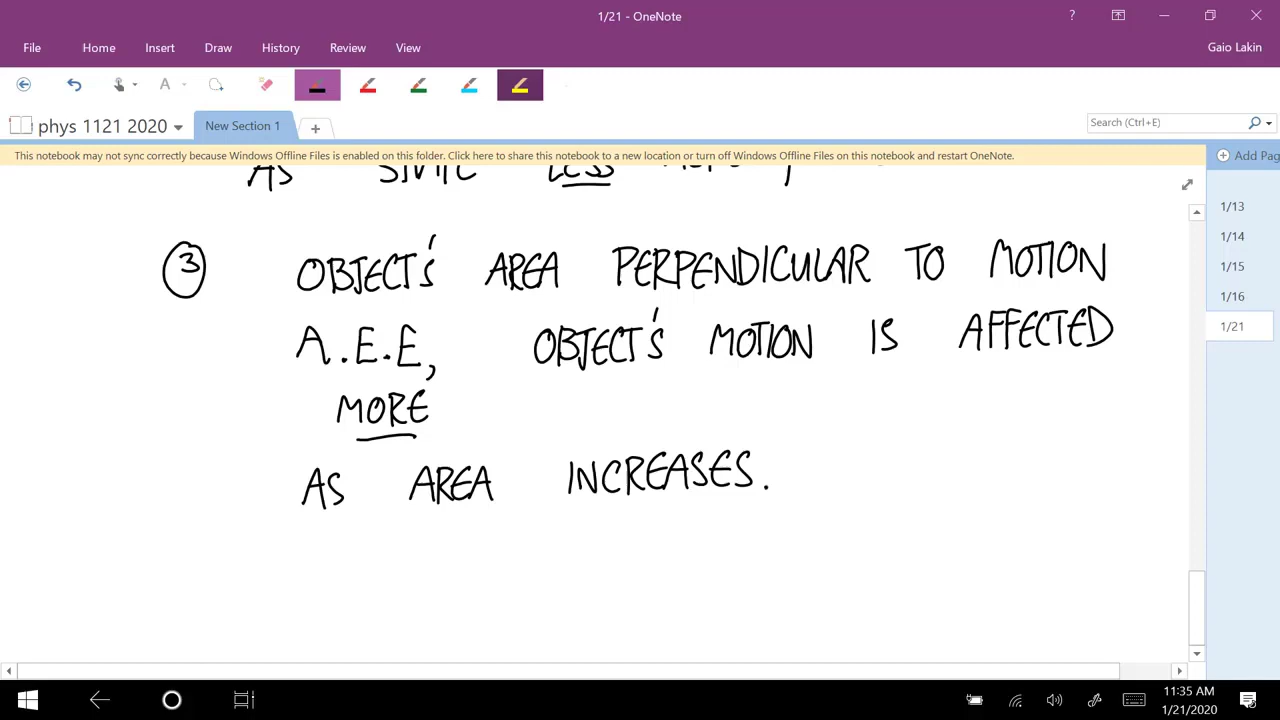 1/21 - OneNote
?
File Home Insert Draw History Review View
Gaio Lakin
A
phys 1121 2020
New Section 1
+
Search (Ctrl+E)
This notebook may not sync correctly because Windows Offline Files is enabled on this folder. Click here to share this notebook to a new location or turn off Windows Offline Files on this notebook and restart OneNote.
Add Pag
AS LESS
1/13
1/14
1/15
1/16
1/21
3 OBJECT'S AREA PERPENDICULAR TO MOTION
A.E.E, OBJECT'S MOTION IS AFFECTED
MORE
AS AREA INCREASES.
11:35 AM
1/21/2020